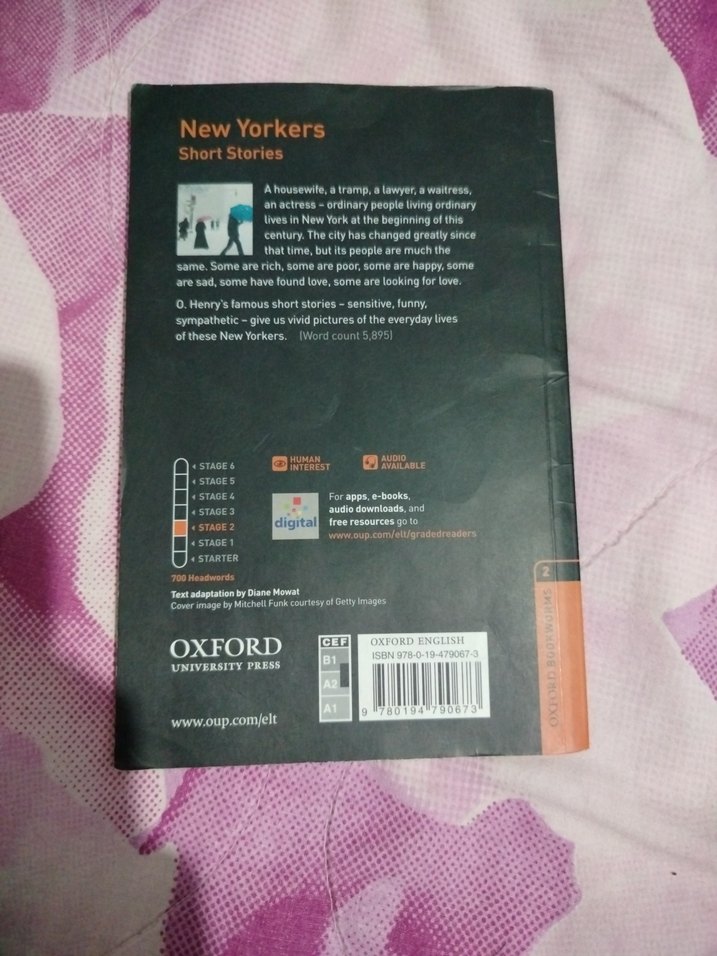 New Yorkers
Short Stories
A housewife, a tramp, a lawyer, a waitress,
an actress – ordinary people living ordinary
lives in New York at the beginning of this
century. The city has changed greatly since
that time, but its people are much the
same. Some are rich, some are poor, some are happy, some
are sad, some have found love, some are looking for love.
O. Henry's famous short stories – sensitive, funny,
sympathetic – give us vivid pictures of the everyday lives
of these New Yorkers. (Word count 5,895)
STAGE 6
STAGE 5
STAGE 4
STAGE 3
STAGE 2
STAGE 1
STARTER
700 Headwords
HUMAN
INTEREST
AUDIO
AVAILABLE
digital
For apps, e-books,
audio downloads, and
free resources go to
www.oup.com/elt/gradedreaders
Text adaptation by Diane Mowat
Cover image by Mitchell Funk courtesy of Getty Images
OXFORD
UNIVERSITY PRESS
www.oup.com/elt
CEF
B1
A2
A1
OXFORD ENGLISH
ISBN 978-0-19-479067-3
9 780194 790673
2
OXFORD BOOKWORMS